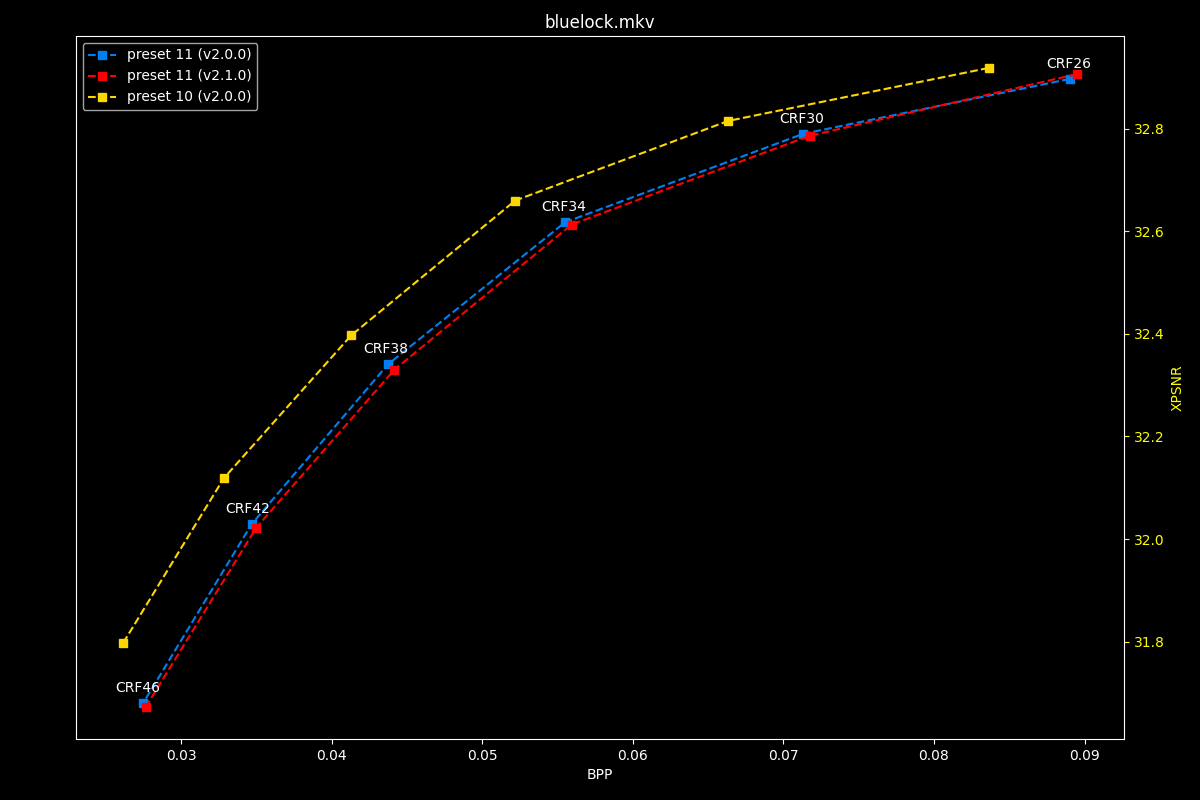 bluelock.mkv
preset 11 (v2.0.0)
preset 11 (v2.1.0)
preset 10 (v2.0.0)
CRF26
CRF30
CRF34
CRF38
CRF42
CRF46
32.8
32.6
32.4
32.2
32.0
31.8
XPSNR
0.03 0.04 0.05 0.06 0.07 0.08 0.09
BPP